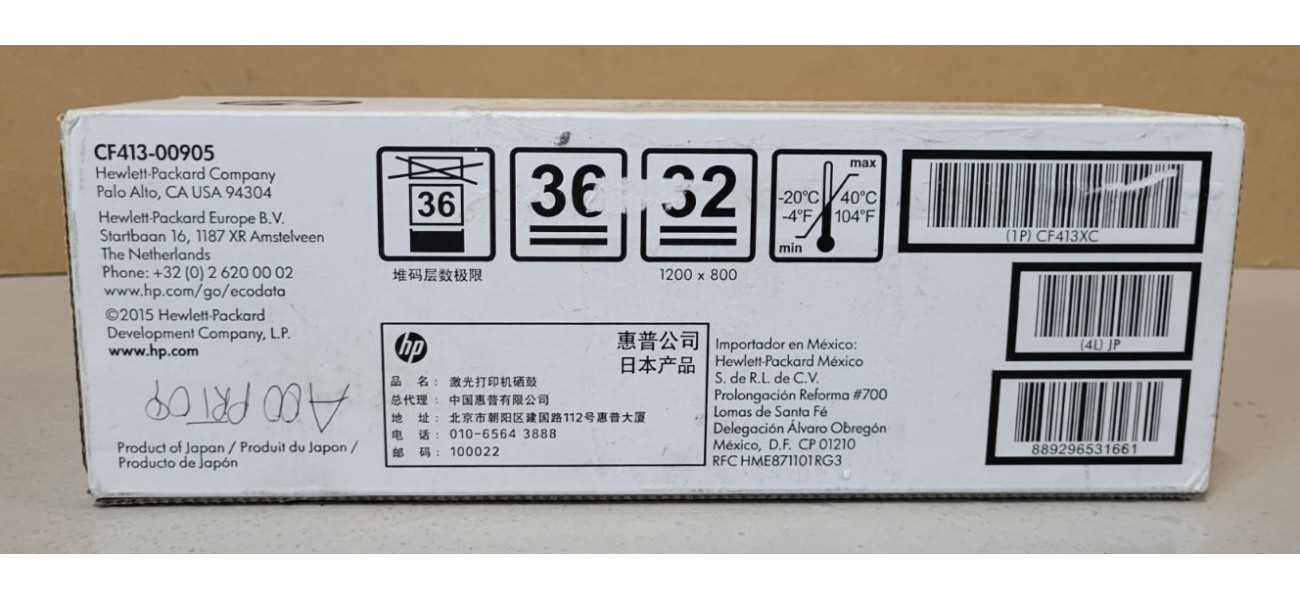 CF413-00905
Hewlett-Packard Company
Palo Alto, CA USA 94304
Hewlett-Packard Europe B.V.
Startbaan 16, 1187 XR Amstelveen
The Netherlands
Phone: +32 (0) 2 620 00 02
www.hp.com/go/ecodata
©2015 Hewlett-Packard
Development Company, L.P.
www.hp.com
Product of Japan / Produit du Japon /
Producto de Japón
36
堆码层数极限
36
32
1200 x 800
max
-20°C
40°C
-4°F
104°F
min
hp
惠普公司
日本产品
品 名: 激光打印机硒鼓
总代理: 中国惠普有限公司
地 址: 北京市朝阳区建国路112号惠普大厦
电 话: 010-6564 3888
邮 码: 100022
Importador en México:
Hewlett-Packard México
S. de R.L. de C.V.
Prolongación Reforma #700
Lomas de Santa Fé
Delegación Álvaro Obregón
México, D.F. CP 01210
RFC HME871101RG3
(1P) CF413XC
(4L) JP
889296531661